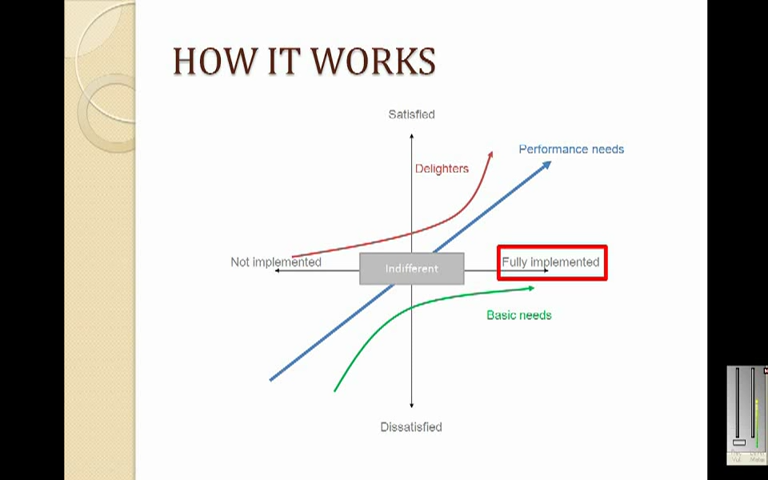 HOW IT WORKS
Satisfied
Performance needs
Delighters
Not implemented
Indifferent
Fully implemented
Basic needs
Dissatisfied